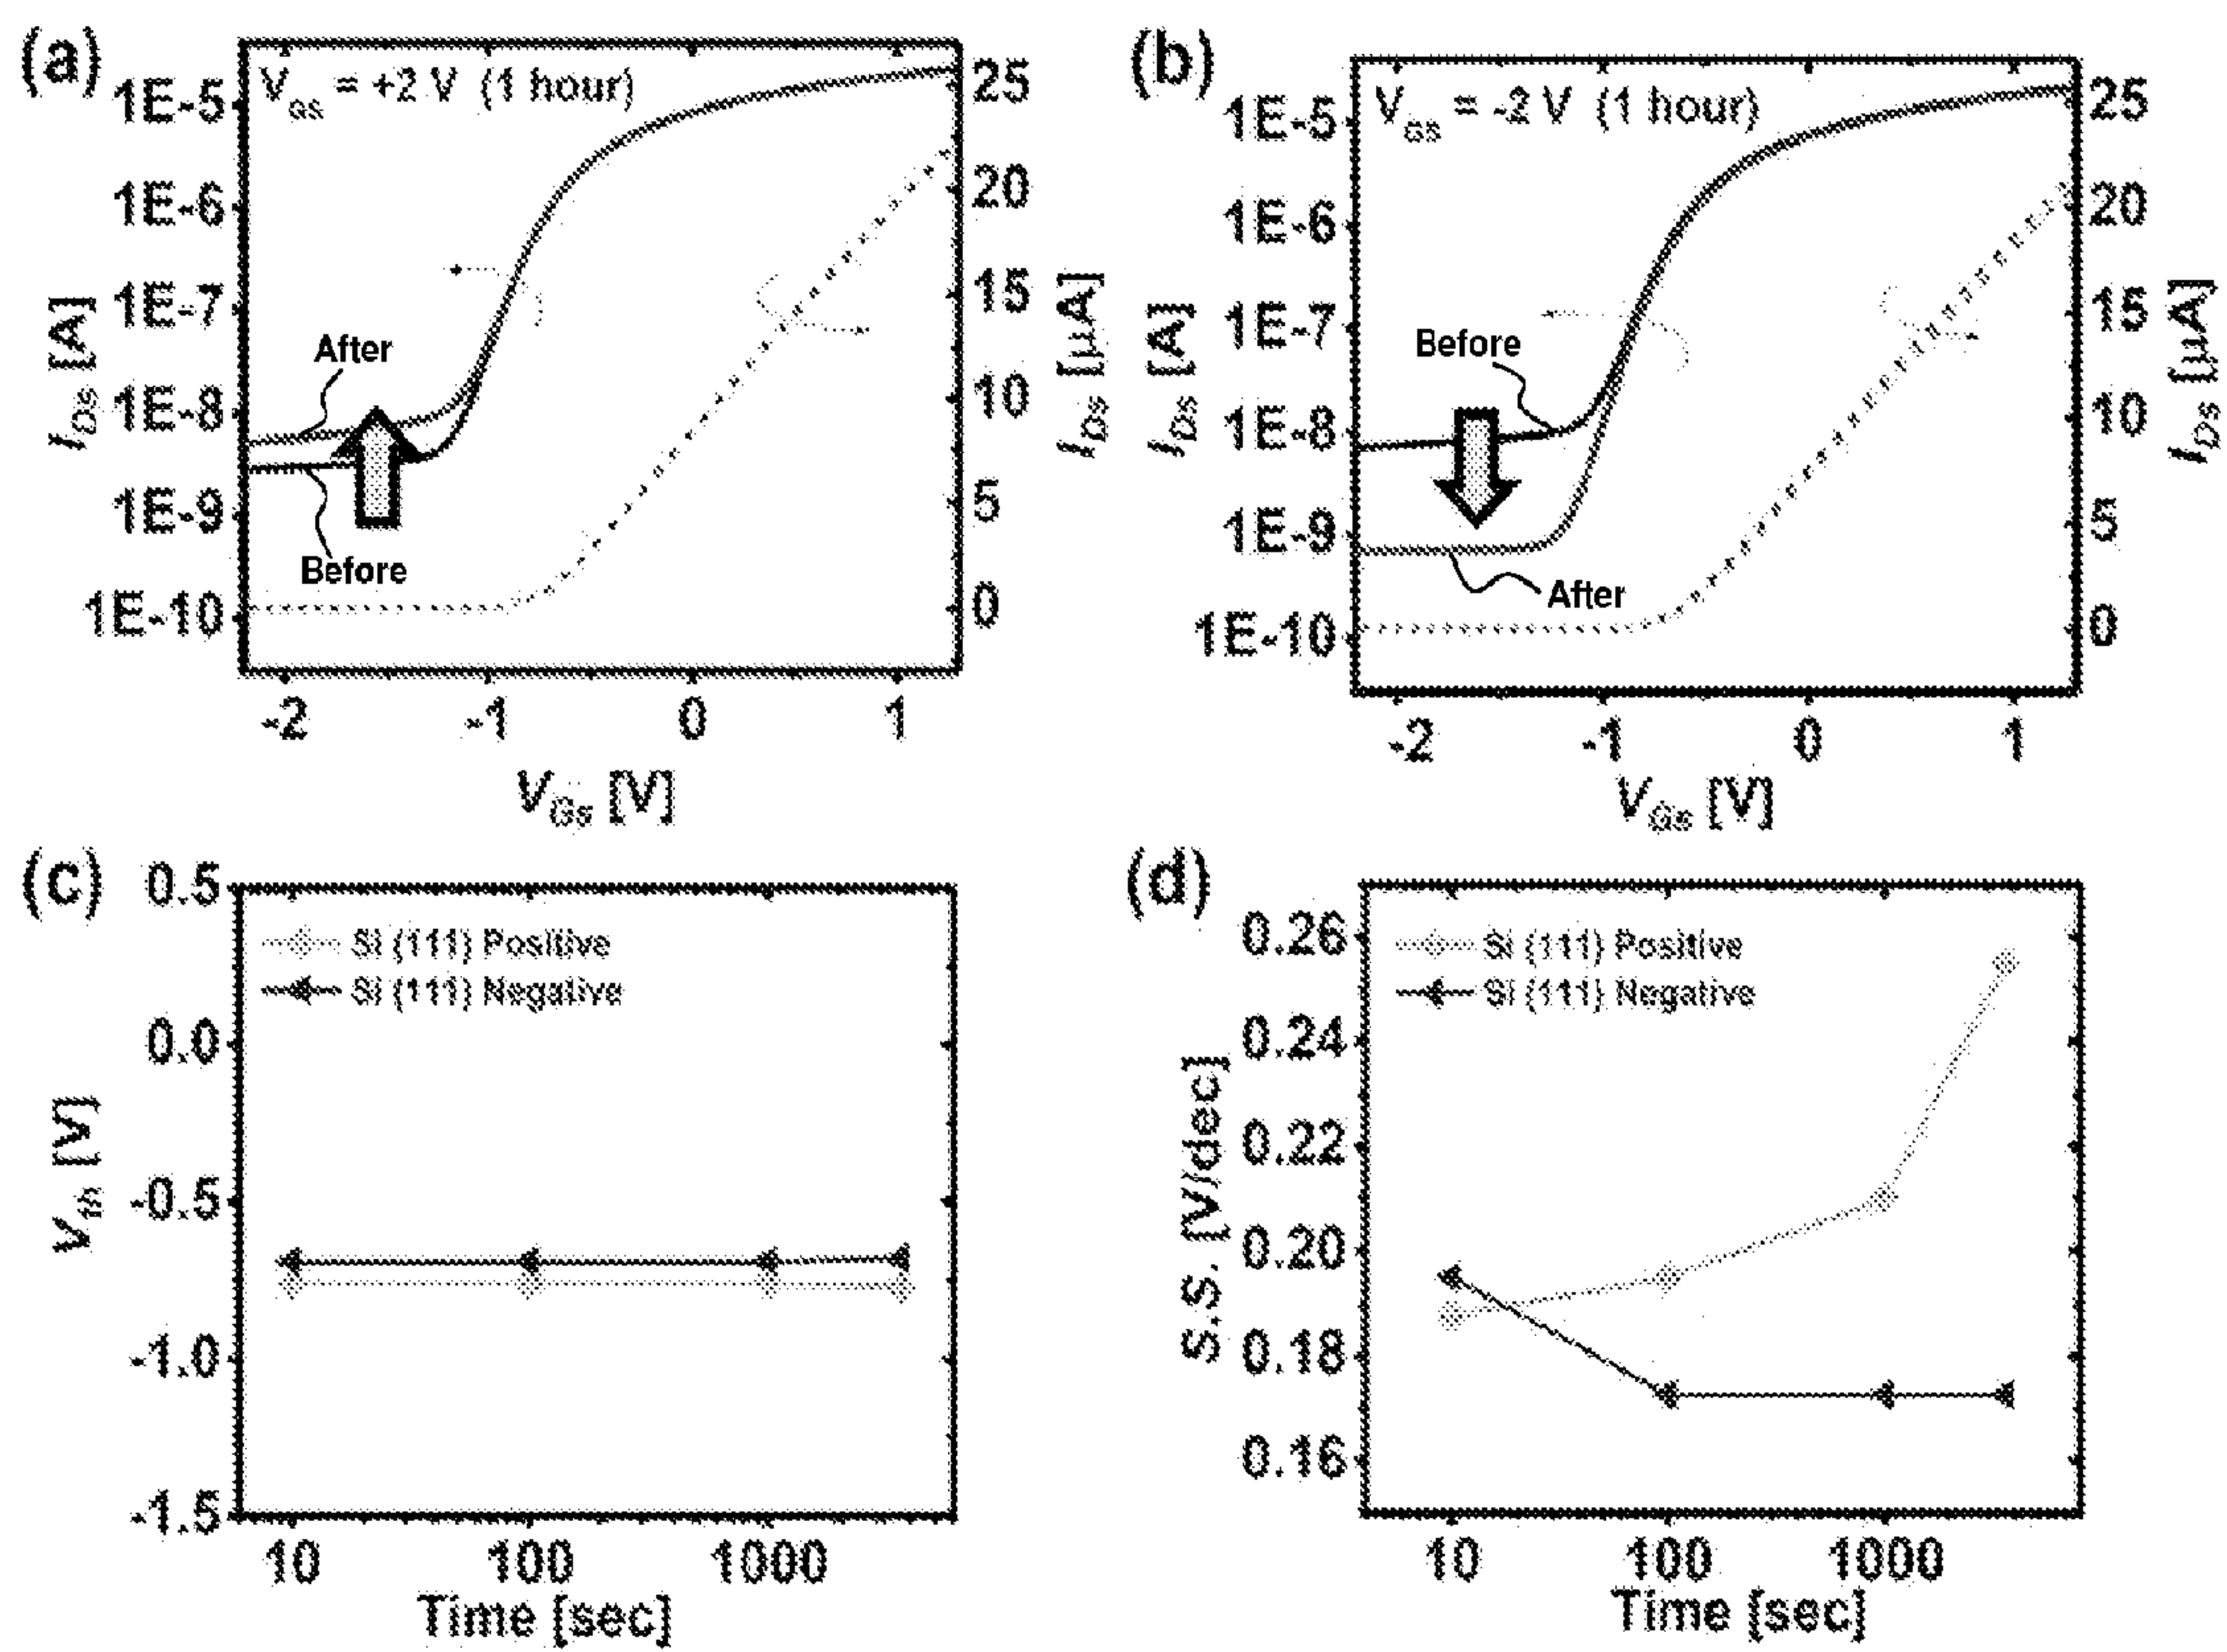 (a)
V_GS = +2 V (1 hour)
1E-5
1E-6
1E-7
1E-8
1E-9
1E-10
I_DS [A]
After
Before
25
20
15
10
5
0
I_DS [µA]
-2 -1 0 1
V_GS [V]
(b)
V_GS = -2 V (1 hour)
1E-5
1E-6
1E-7
1E-8
1E-9
1E-10
I_DS [A]
Before
After
25
20
15
10
5
0
I_DS [µA]
-2 -1 0 1
V_GS [V]
(c)
0.5
0.0
-0.5
-1.0
-1.5
V_th [V]
Si (111) Positive
Si (111) Negative
10 100 1000
Time [sec]
(d)
0.26
0.24
0.22
0.20
0.18
0.16
S.S. [V/dec]
Si (111) Positive
Si (111) Negative
10 100 1000
Time [sec]